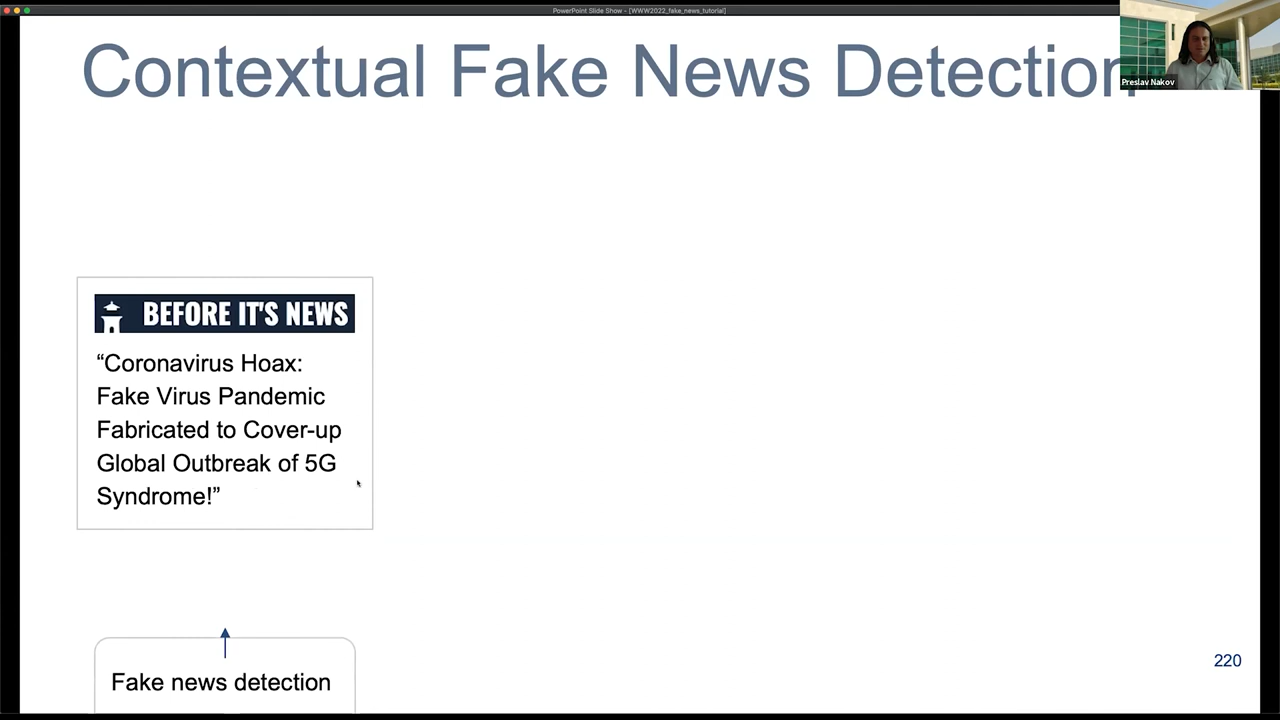 PowerPoint Slide Show - [WWW2022_fake_news_tutorial]
Contextual Fake News Detection
Preslav Nakov
BEFORE IT'S NEWS
“Coronavirus Hoax:
Fake Virus Pandemic
Fabricated to Cover-up
Global Outbreak of 5G
Syndrome!”
220
Fake news detection